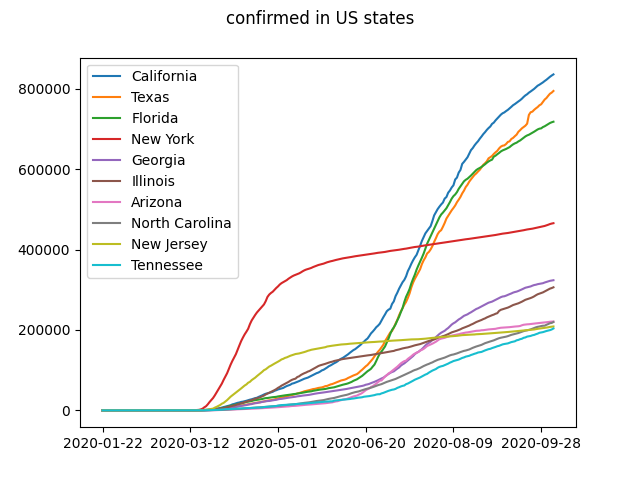 confirmed in US states
800000
600000
400000
200000
0
California
Texas
Florida
New York
Georgia
Illinois
Arizona
North Carolina
New Jersey
Tennessee
2020-01-22 2020-03-12 2020-05-01 2020-06-20 2020-08-09 2020-09-28